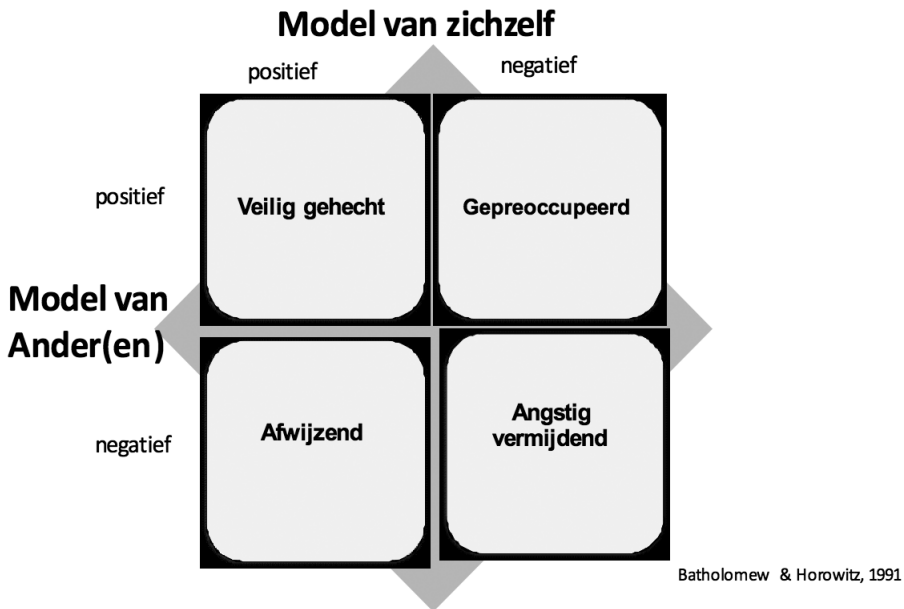 Model van zichzelf
positief
negatief
positief
Veilig gehecht
Gepreoccupeerd
Model van
Ander(en)
negatief
Afwijzend
Angstig
vermijdend
Batholomew & Horowitz, 1991